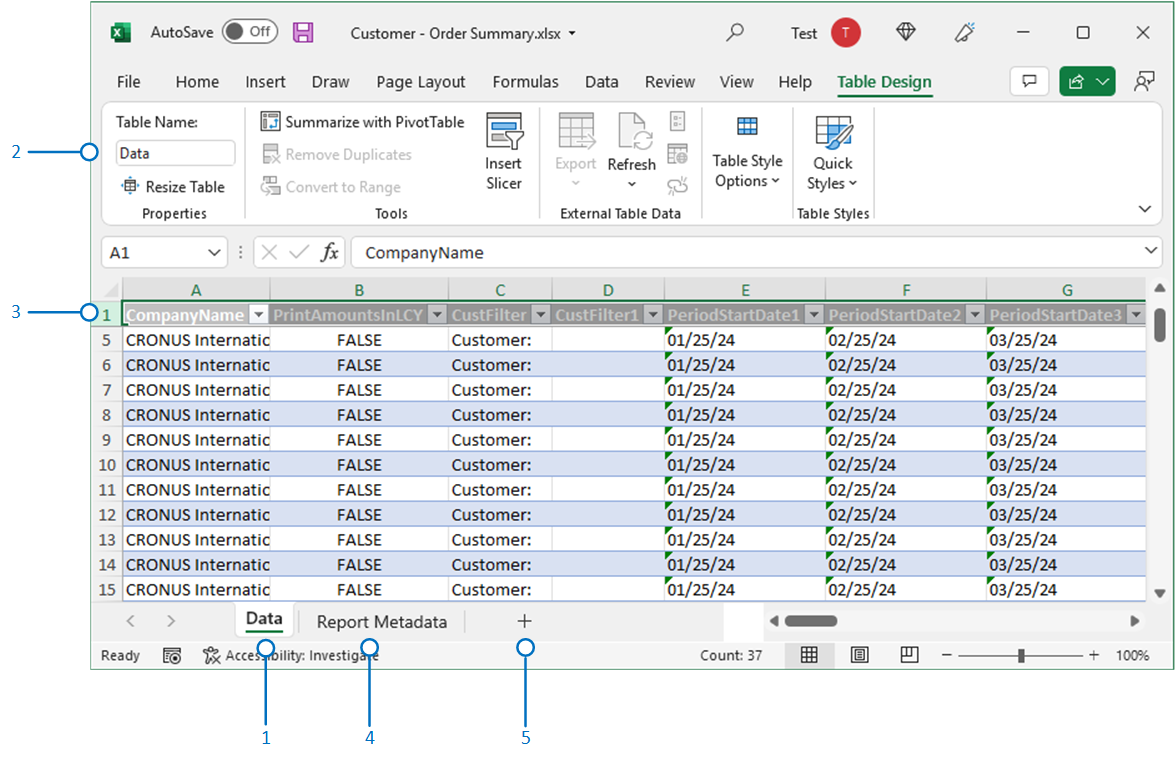 AutoSave Off Customer - Order Summary.xlsx Test T
File Home Insert Draw Page Layout Formulas Data Review View Help Table Design
Table Name:
Data
Resize Table
Properties
Summarize with PivotTable
Remove Duplicates
Convert to Range
Tools
Insert
Slicer
Export
Refresh
External Table Data
Table Style
Options
Quick
Styles
Table Styles
2
A1 fx CompanyName
A B C D E F G
3
1 CompanyName PrintAmountsInLCY CustFilter CustFilter1 PeriodStartDate1 PeriodStartDate2 PeriodStartDate3
5 CRONUS Internatic FALSE Customer: 01/25/24 02/25/24 03/25/24
6 CRONUS Internatic FALSE Customer: 01/25/24 02/25/24 03/25/24
7 CRONUS Internatic FALSE Customer: 01/25/24 02/25/24 03/25/24
8 CRONUS Internatic FALSE Customer: 01/25/24 02/25/24 03/25/24
9 CRONUS Internatic FALSE Customer: 01/25/24 02/25/24 03/25/24
10 CRONUS Internatic FALSE Customer: 01/25/24 02/25/24 03/25/24
11 CRONUS Internatic FALSE Customer: 01/25/24 02/25/24 03/25/24
12 CRONUS Internatic FALSE Customer: 01/25/24 02/25/24 03/25/24
13 CRONUS Internatic FALSE Customer: 01/25/24 02/25/24 03/25/24
14 CRONUS Internatic FALSE Customer: 01/25/24 02/25/24 03/25/24
15 CRONUS Internatic FALSE Customer: 01/25/24 02/25/24 03/25/24
Data Report Metadada +
Ready Accessibility: Investigate Count: 37 - + 100%
1 4 5